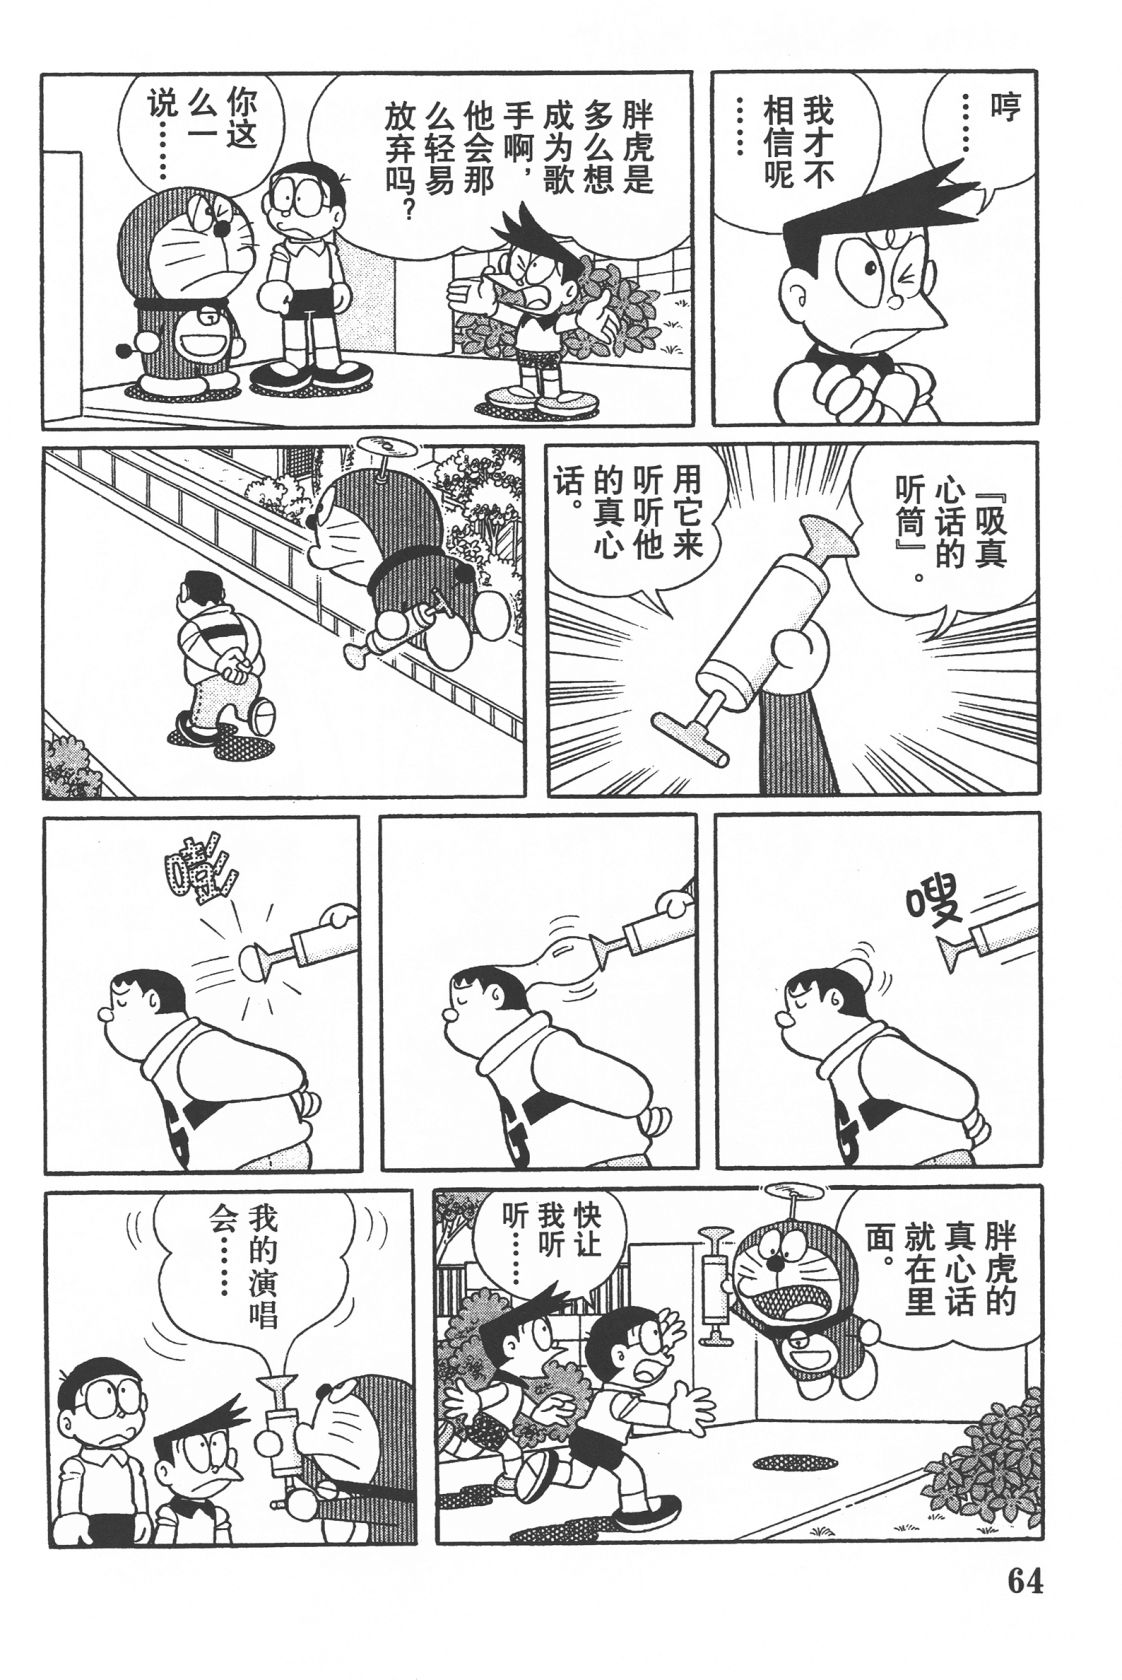 哼
……
我才不
相信呢
……
胖虎是
多么想
成为歌
手啊，
他会那
么轻易
放弃吗？
你这
么一
说……
『吸真
心话的
听筒』。
用它来
听听他
的真心
话。
嗖
胖虎的
真心话
就在里
面。
快让
我听
听……
我的演唱
会……
64